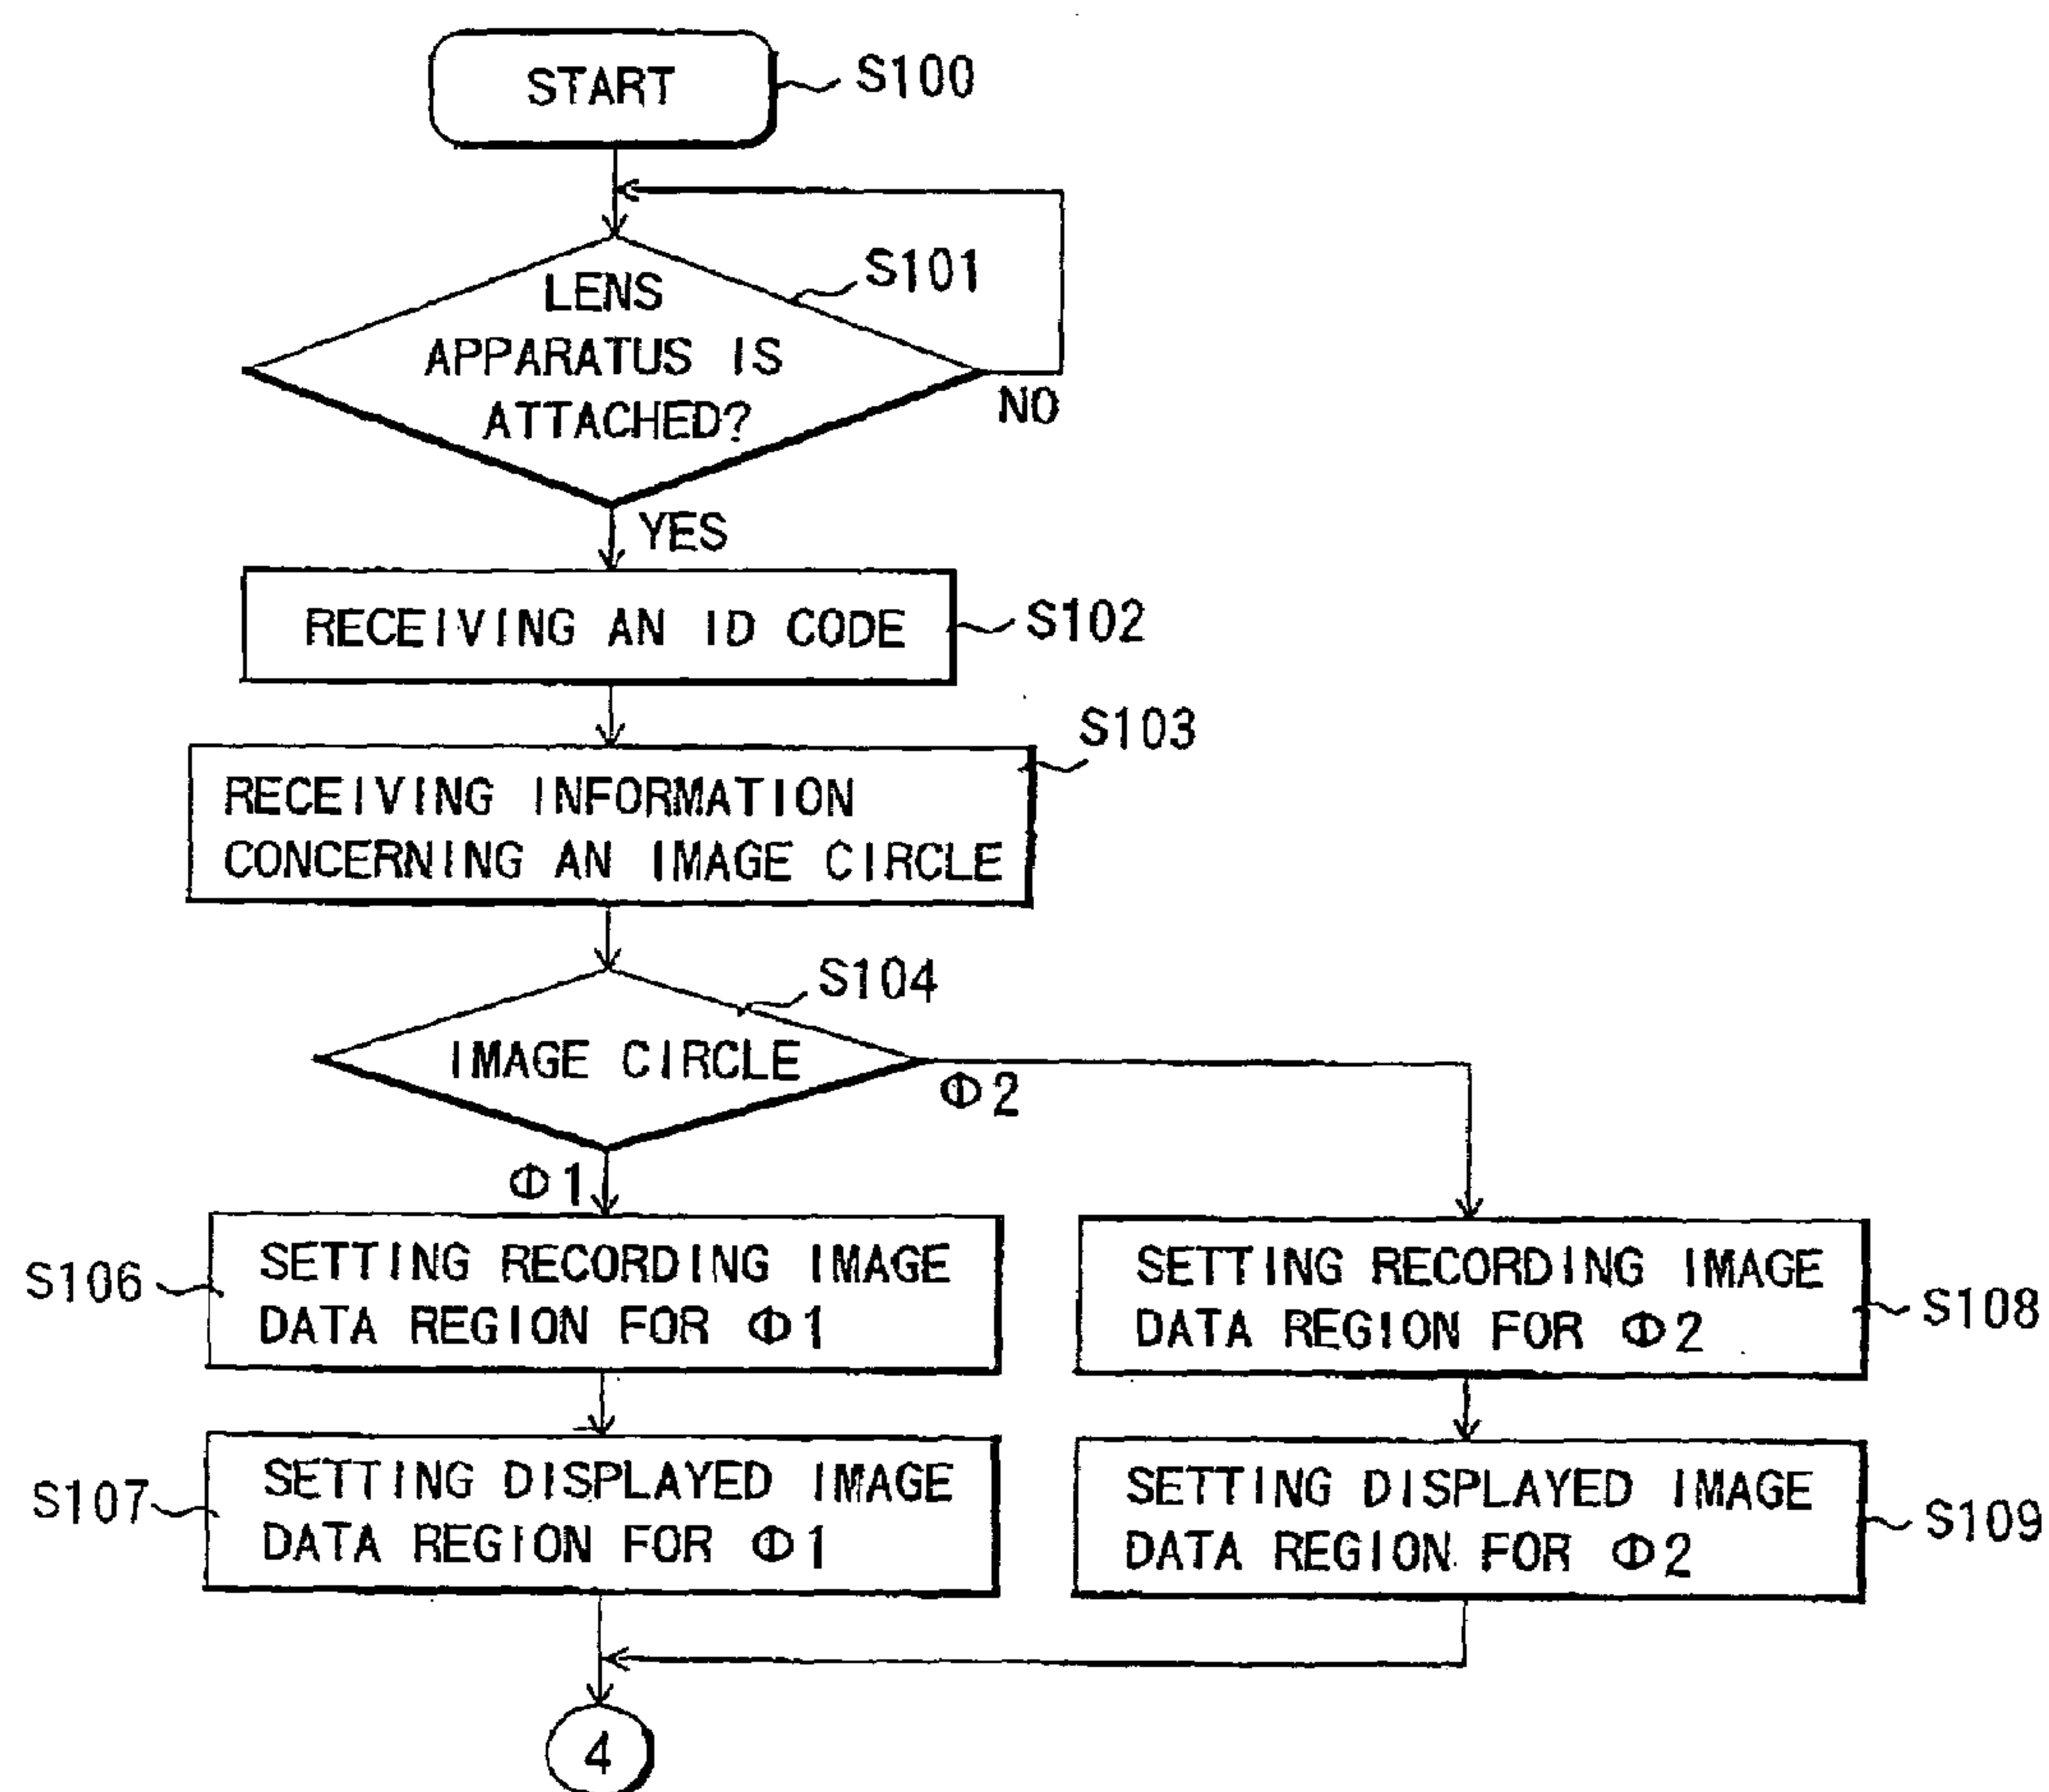 START
S100
S101
LENS
APPARATUS IS
ATTACHED?
NO
YES
RECEIVING AN ID CODE
S102
S103
RECEIVING INFORMATION
CONCERNING AN IMAGE CIRCLE
S104
IMAGE CIRCLE
Φ2
Φ1
S106
SETTING RECORDING IMAGE
DATA REGION FOR Φ1
SETTING RECORDING IMAGE
DATA REGION FOR Φ2
S108
S107
SETTING DISPLAYED IMAGE
DATA REGION FOR Φ1
SETTING DISPLAYED IMAGE
DATA REGION FOR Φ2
S109
4